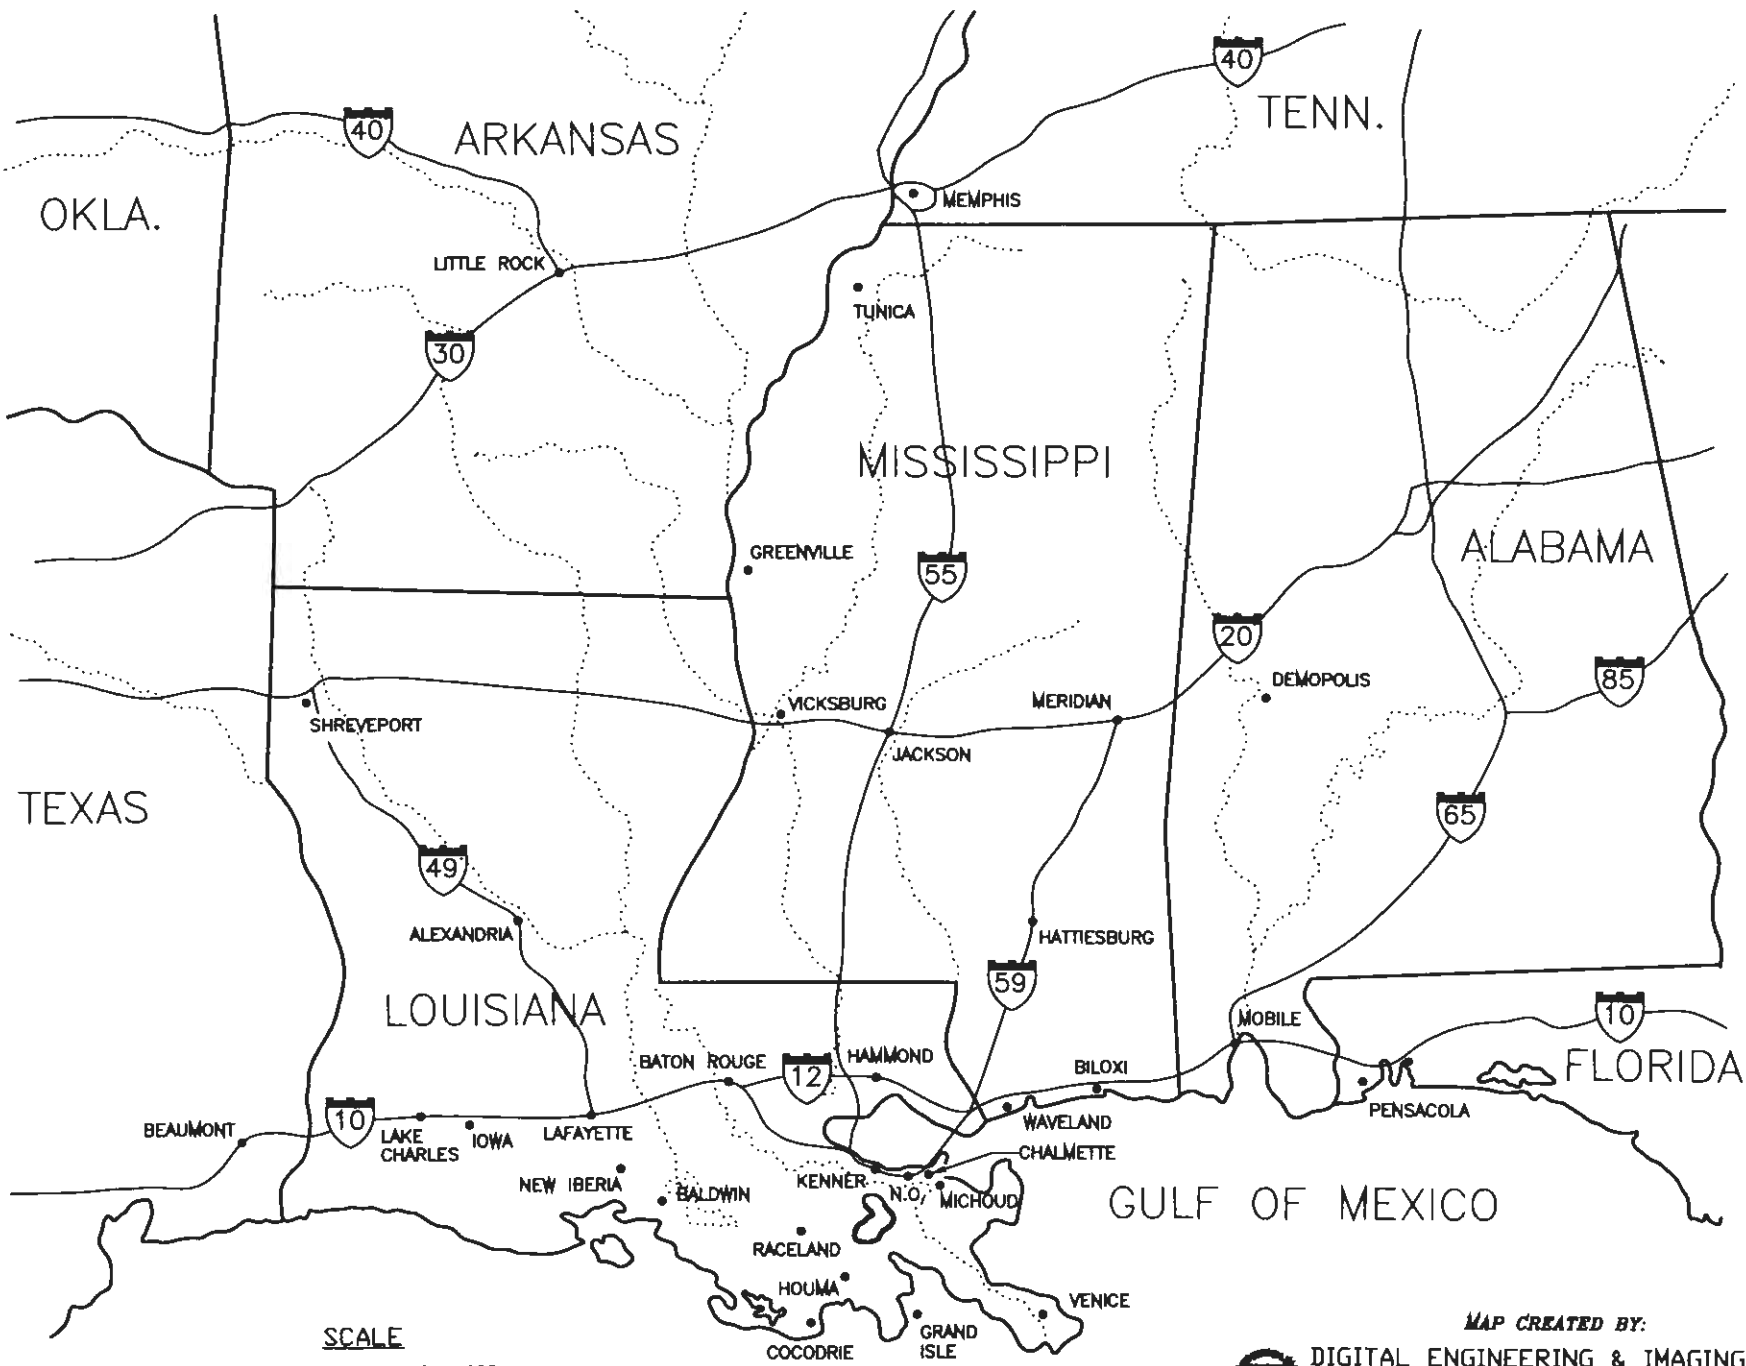 40
TENN.
40
ARKANSAS
OKLA.
MEMPHIS
LITTLE ROCK
TUNICA
30
MISSISSIPPI
GREENVILLE
55
ALABAMA
20
DEMOPOLIS
85
VICKSBURG
MERIDIAN
SHREVEPORT
JACKSON
TEXAS
65
49
ALEXANDRIA
HATTIESBURG
59
LOUISIANA
10
MOBILE
BATON ROUGE
12
HAMMOND
BILOXI
FLORIDA
10
BEAUMONT
LAKE
CHARLES
IOWA
LAFAYETTE
WAVELAND
PENSACOLA
CHALMETTE
NEW IBERIA
BALDWIN
KENNER
N.O.
MICHOUD
GULF OF MEXICO
RACELAND
HOUMA
VENICE
GRAND
ISLE
COCODRIE
SCALE
MAP CREATED BY:
DIGITAL ENGINEERING & IMAGING